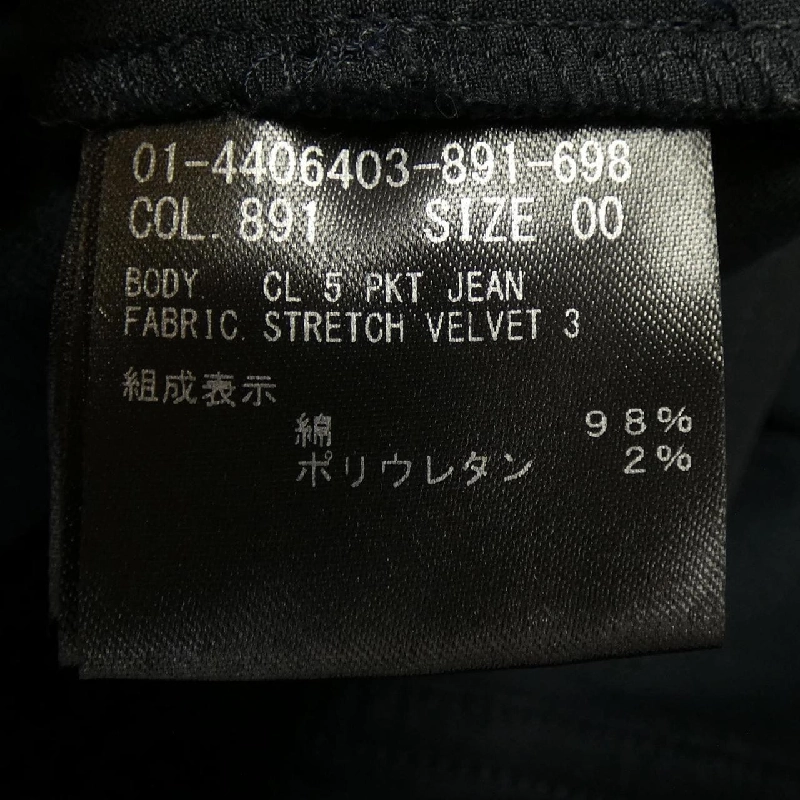 01-4406403-891-698
COL. 891 SIZE 00
BODY. CL 5 PKT JEAN
FABRIC. STRETCH VELVET 3
組成表示
綿 98%
ポリウレタン 2%